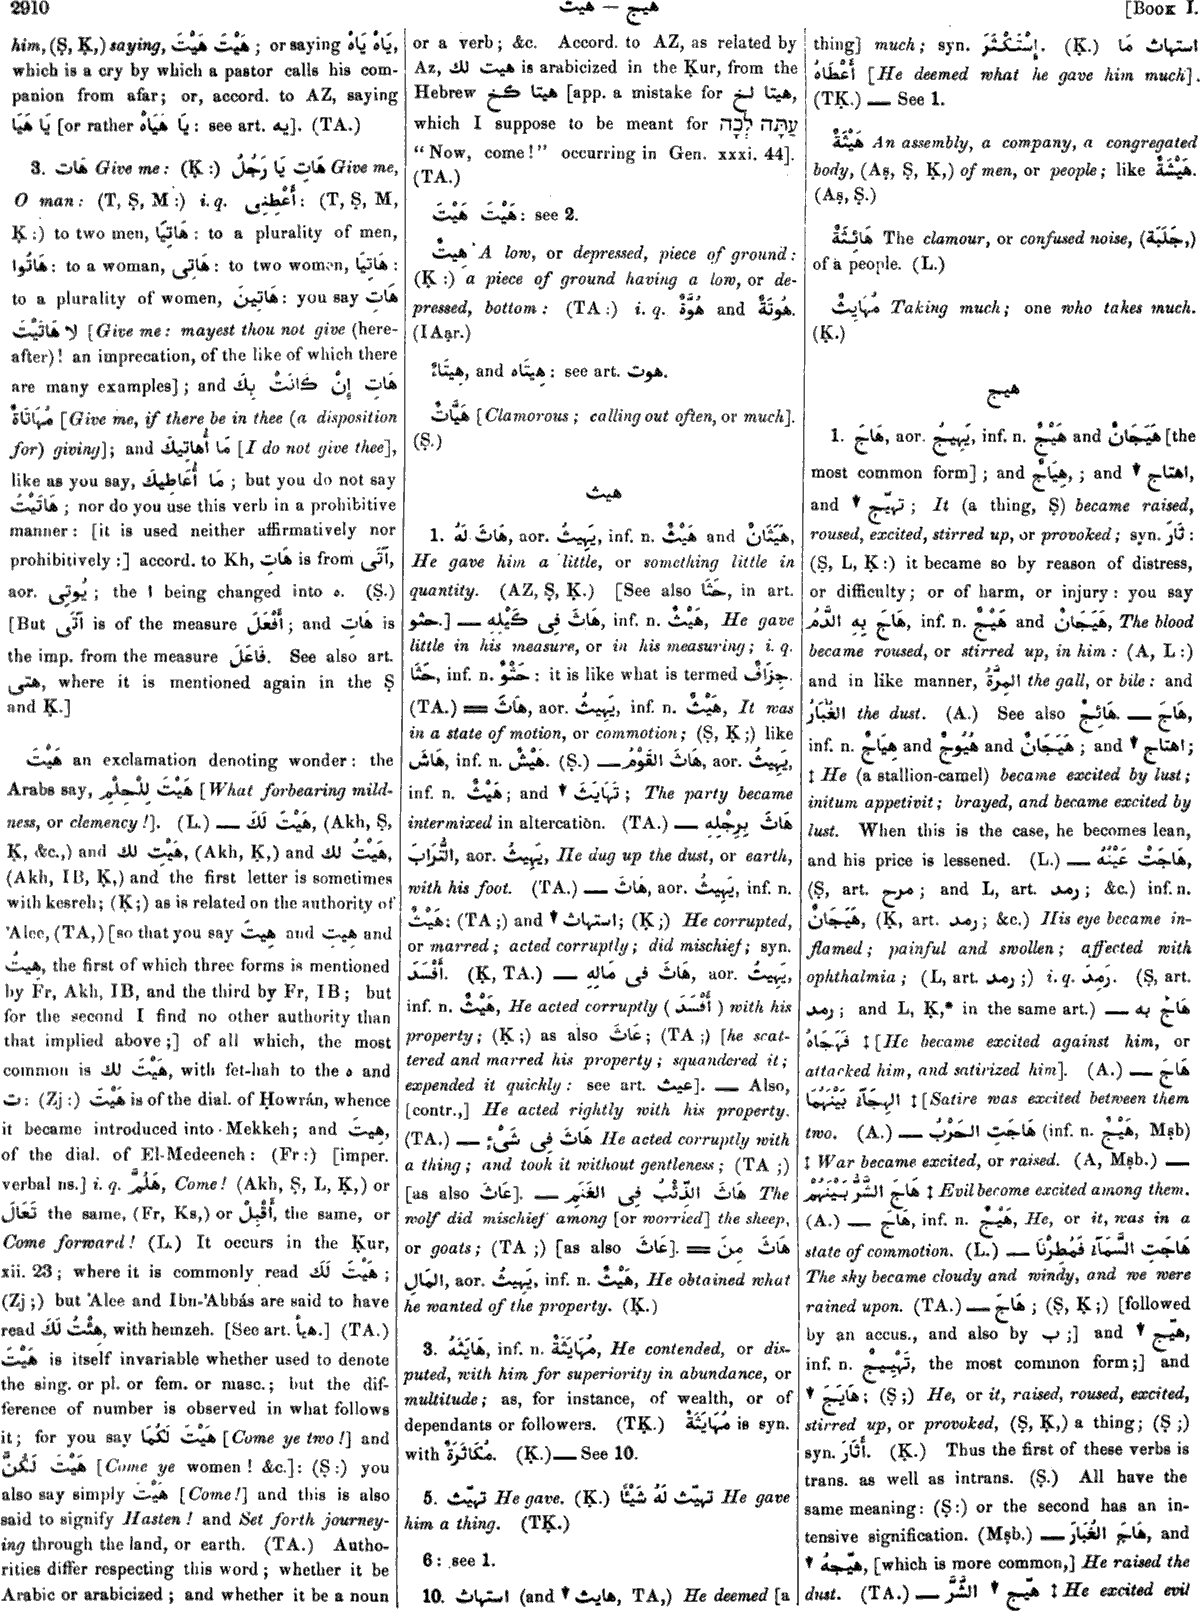 2910
هيت — هيج
[BOOK I.
him, (Ṣ, Ḳ,) saying, هَيْتَ هَيْتَ ; or saying يَاهْ يَاهْ,
which is a cry by which a pastor calls his com-
panion from afar; or, accord. to AZ, saying
يَا هَيَا [or rather يَا هَيَاهْ : see art. يه]. (TA.)
3. هَاتِ Give me: (Ḳ:) هَاتِ يَا رَجُلُ Give me,
O man: (T, Ṣ, M:) i. q. أَعْطِنِى: (T, Ṣ, M,
Ḳ:) to two men, هَاتِيَا: to a plurality of men,
هَاتُوا: to a woman, هَاتِى: to two women, هَاتِيَا:
to a plurality of women, هَاتِينَ: you say هَاتِ
لا هَاتَيْتَ [Give me: mayest thou not give (here-
after)! an imprecation, of the like of which there
are many examples]; and هَاتِ إِنْ كَانَتْ بِكَ
مُهَاتَاةٌ [Give me, if there be in thee (a disposition
for) giving]; and مَا أُهَاتِيكَ [I do not give thee],
like as you say, مَا أُعَاطِيكَ; but you do not say
هَاتَيْتُ; nor do you use this verb in a prohibitive
manner: [it is used neither affirmatively nor
prohibitively:] accord. to Kh, هَاتِ is from آتَى,
aor. يُوتِى; the ا being changed into ه. (Ṣ.)
[But آتَى is of the measure أَفْعَلَ; and هَاتِ is
the imp. from the measure فَاعَلَ. See also art.
هتى, where it is mentioned again in the Ṣ
and Ḳ.]
هَيْتَ an exclamation denoting wonder: the
Arabs say, هَيْتَ لِلْحِلْمِ [What forbearing mild-
ness, or clemency!]. (L.) — هَيْتَ لَكَ, (Akh, Ṣ,
Ḳ, &c.,) and هَيْتِ لك, (Akh, Ḳ,) and هَيْتُ لك,
(Akh, IB, Ḳ,) and the first letter is sometimes
with kesreh; (Ḳ;) as is related on the authority of
'Alee, (TA,) [so that you say هِيتَ and هِيتِ and
هِيتُ, the first of which three forms is mentioned
by Fr, Akh, IB, and the third by Fr, IB; but
for the second I find no other authority than
that implied above;] of all which, the most
common is هَيْتَ لك, with fet-ḥah to the ه and
ت: (Zj:) هَيْتَ is of the dial. of Ḥowrán, whence
it became introduced into Mekkeh; and هِيتَ,
of the dial. of El-Medeeneh: (Fr:) [imper.
verbal ns.] i. q. هَلُمَّ, Come! (Akh, Ṣ, L, Ḳ,) or
تَعَالَ the same, (Fr, Ks,) or أَقْبِلْ, the same, or
Come forward! (L.) It occurs in the Ḳur,
xii. 23; where it is commonly read هَيْتَ لَكَ;
(Zj;) but 'Alee and Ibn-'Abbás are said to have
read هِئْتُ لَكَ, with hemzeh. [See art. هيأ.] (TA.)
هَيْتَ is itself invariable whether used to denote
the sing. or pl. or fem. or masc.; but the dif-
ference of number is observed in what follows
it; for you say هَيْتَ لَكُمَا [Come ye two!] and
هَيْتَ لَكُنَّ [Come ye women! &c.]: (Ṣ:) you
also say simply هَيْتَ [Come!] and this is also
said to signify Hasten! and Set forth journey-
ing through the land, or earth. (TA.) Autho-
rities differ respecting this word; whether it be
Arabic or arabicized; and whether it be a noun
or a verb; &c. Accord. to AZ, as related by
Az, هيت لك is arabicized in the Ḳur, from the
Hebrew هيتا كخ [app. a mistake for هيتا لخ,
which I suppose to be meant for עַתָּה לְכָה
"Now, come!" occurring in Gen. xxxi. 44].
(TA.)
هَيْتَ هَيْتَ: see 2.
هِيتٌ A low, or depressed, piece of ground:
(Ḳ:) a piece of ground having a low, or de-
pressed, bottom: (TA:) i. q. هُوَّةٌ and هُوتَةٌ.
(IAạr.)
هِيتَاءٌ, and هِيتَاه: see art. هوت.
هَيَّاتٌ [Clamorous; calling out often, or much].
(Ṣ.)
هيث
1. هَاثَ لَهُ, aor. يَهِيثُ, inf. n. هَيْثٌ and هَيَثَانٌ,
He gave him a little, or something little in
quantity. (AZ, Ṣ, Ḳ.) [See also حَثَا, in art.
حثو.] — هَاثَ فِى كَيْلِهِ, inf. n. هَيْثٌ, He gave
little in his measure, or in his measuring; i. q.
حَثَا, inf. n. حَثْوٌ: it is like what is termed جِزَافٌ.
(TA.) = هَاثَ, aor. يَهِيثُ, inf. n. هَيْثٌ, It was
in a state of motion, or commotion; (Ṣ, Ḳ;) like
هَاشَ, inf. n. هَيْشٌ. (Ṣ.) — هَاثَ القَوْمُ, aor. يَهِيثُ,
inf. n. هَيْثٌ; and ▼ تَهَايَثَ; The party became
intermixed in altercation. (TA.) — هَاثَ بِرِجْلِهِ
التُّرَابَ, aor. يَهِيثُ, He dug up the dust, or earth,
with his foot. (TA.) — هَاثَ, aor. يَهِيثُ, inf. n.
هَيْثٌ; (TA;) and ▼ استهاث; (Ḳ;) He corrupted,
or marred; acted corruptly; did mischief; syn.
أَفْسَدَ. (Ḳ, TA.) — هَاثَ فِى مَالِهِ, aor. يَهِيثُ,
inf. n. هَيْثٌ, He acted corruptly (أَفْسَدَ) with his
property; (Ḳ;) as also عَاثَ; (TA;) [he scat-
tered and marred his property; squandered it;
expended it quickly: see art. عيث]. — Also,
[contr.,] He acted rightly with his property.
(TA.) — هَاثَ فِى شَىْءٍ He acted corruptly with
a thing; and took it without gentleness; (TA;)
[as also عَاثَ]. — هَاثَ الذِّئْبُ فِى الغَنَمِ The
wolf did mischief among [or worried] the sheep,
or goats; (TA;) [as also عَاثَ]. = هَاثَ مِنَ
المَالِ, aor. يَهِيثُ, inf. n. هَيْثٌ, He obtained what
he wanted of the property. (Ḳ.)
3. هَايَثَهُ, inf. n. مُهَايَثَةٌ, He contended, or dis-
puted, with him for superiority in abundance, or
multitude; as, for instance, of wealth, or of
dependants or followers. (TḲ.) مُهَايَثَةٌ is syn.
with مُكَاثَرَةٌ. (Ḳ.) — See 10.
5. تهيّث He gave. (Ḳ.) تهيّث لَهُ شَيْئًا He gave
him a thing. (TḲ.)
6: see 1.
10. استهاث (and ▼ هايث, TA,) He deemed [a
thing] much; syn. إِسْتَكْثَرَ. (Ḳ.) استهاث مَا
أَعْطَاهُ [He deemed what he gave him much].
(TḲ.) — See 1.
هَيْثَةٌ An assembly, a company, a congregated
body, (Aṣ, Ṣ, Ḳ,) of men, or people; like هَيْشَةٌ.
(Aṣ, Ṣ.)
هَائِثَةٌ The clamour, or confused noise, (جَلَبَة,)
of a people. (L.)
مُهَايِثٌ Taking much; one who takes much.
(Ḳ.)
هيج
1. هَاجَ, aor. يَهِيجُ, inf. n. هَيْجٌ and هَيَجَانٌ [the
most common form]; and هِيَاجٌ, ; and ▼ اهتاج,
and ▼ تهيّج; It (a thing, Ṣ) became raised,
roused, excited, stirred up, or provoked; syn. ثَارَ:
(Ṣ, L, Ḳ:) it became so by reason of distress,
or difficulty; or of harm, or injury: you say
هَاجَ بِهِ الدَّمُ, inf. n. هَيْجٌ and هَيَجَانٌ, The blood
became roused, or stirred up, in him: (A, L:)
and in like manner, المِرَّةُ the gall, or bile: and
الغُبَارُ the dust. (A.) See also هَائِجٌ. — هَاجَ,
inf. n. هِيَاجٌ and هُيُوجٌ and هَيَجَانٌ; and ▼ اهتاج;
‡ He (a stallion-camel) became excited by lust;
initum appetivit; brayed, and became excited by
lust. When this is the case, he becomes lean,
and his price is lessened. (L.) — هَاجَتْ عَيْنُهُ,
(Ṣ, art. مرح; and L, art. رمد; &c.) inf. n.
هَيَجَانٌ, (Ḳ, art. رمد; &c.) His eye became in-
flamed; painful and swollen; affected with
ophthalmia; (L, art. رمد;) i. q. رَمِدَ. (Ṣ, art.
رمد; and L, Ḳ,* in the same art.) — هَاجَ به
فَهَجَاهُ ‡ [He became excited against him, or
attacked him, and satirized him]. (A.) — هَاجَ
الهِجَآءُ بَيْنَهُمَا ‡ [Satire was excited between them
two. (A.) — هَاجَتِ الحَرْبُ (inf. n. هَيْجٌ, Mṣb)
‡ War became excited, or raised. (A, Mṣb.) —
هَاجَ الشَّرُّ بَيْنَهُمْ ‡ Evil become excited among them.
(A.) — هَاجَ, inf. n. هَيْجٌ, He, or it, was in a
state of commotion. (L.) — هَاجَتِ السَّمَآءُ فَمُطِرْنَا
The sky became cloudy and windy, and we were
rained upon. (TA.) — هَاجَ; (Ṣ, Ḳ;) [followed
by an accus., and also by ب;] and ▼ هَيّج,
inf. n. تَهْيِيجٌ, the most common form;] and
▼ هَايَجَ; (Ṣ;) He, or it, raised, roused, excited,
stirred up, or provoked, (Ṣ, Ḳ,) a thing; (Ṣ;)
syn. أَثَارَ. (Ḳ.) Thus the first of these verbs is
trans. as well as intrans. (Ṣ.) All have the
same meaning: (Ṣ:) or the second has an in-
tensive signification. (Mṣb.) — هَاجَ الغُبَارَ, and
▼ هَيّجهُ, [which is more common,] He raised the
dust. (TA.) — هيّج ▼ الشَّرَّ ‡ He excited evil